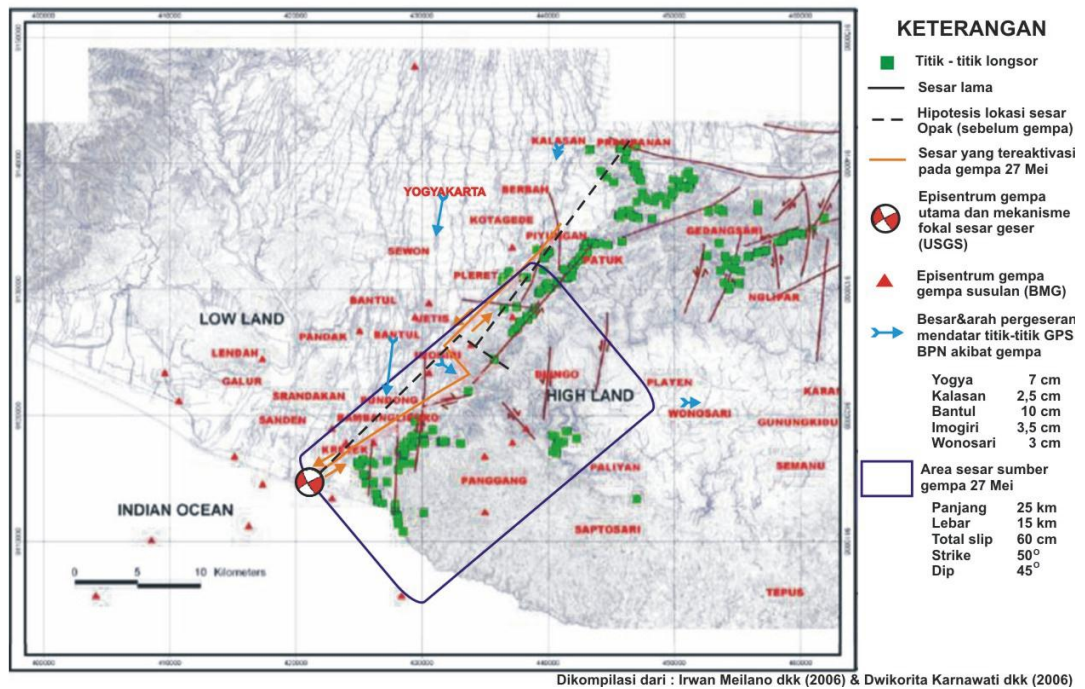 KETERANGAN
Titik - titik longsor
Sesar lama
Hipotesis lokasi sesar
Opak (sebelum gempa)
Sesar yang tereaktivasi
pada gempa 27 Mei
Episentrum gempa
utama dan mekanisme
fokal sesar geser
(USGS)
Episentrum gempa
gempa susulan (BMG)
Besar&arah pergeseran
mendatar titik-titik GPS
BPN akibat gempa
Yogya 7 cm
Kalasan 2,5 cm
Bantul 10 cm
Imogiri 3,5 cm
Wonosari 3 cm
Area sesar sumber
gempa 27 Mei
Panjang 25 km
Lebar 15 km
Total slip 60 cm
Strike 50°
Dip 45°
KALASAN
YOGYAKARTA
BERBAH
KOTAGEDE
PIYUNGAN
GEDANGSARI
SEWON
PATUK
PLERET
NGLIPAR
BANTUL
LOW LAND
JETIS
PANDAK
BANTUL
LENDAH
GALUR
PLAYEN
HIGH LAND
SRANDAKAN
PUNDONG
WONOSARI
SANDEN
GUNUNGKIDU
PALIYAN
SEMANU
PANGGANG
INDIAN OCEAN
SAPTOSARI
0 5 10 Kilometers
TEPUS
Dikompilasi dari : Irwan Meilano dkk (2006) & Dwikorita Karnawati dkk (2006)